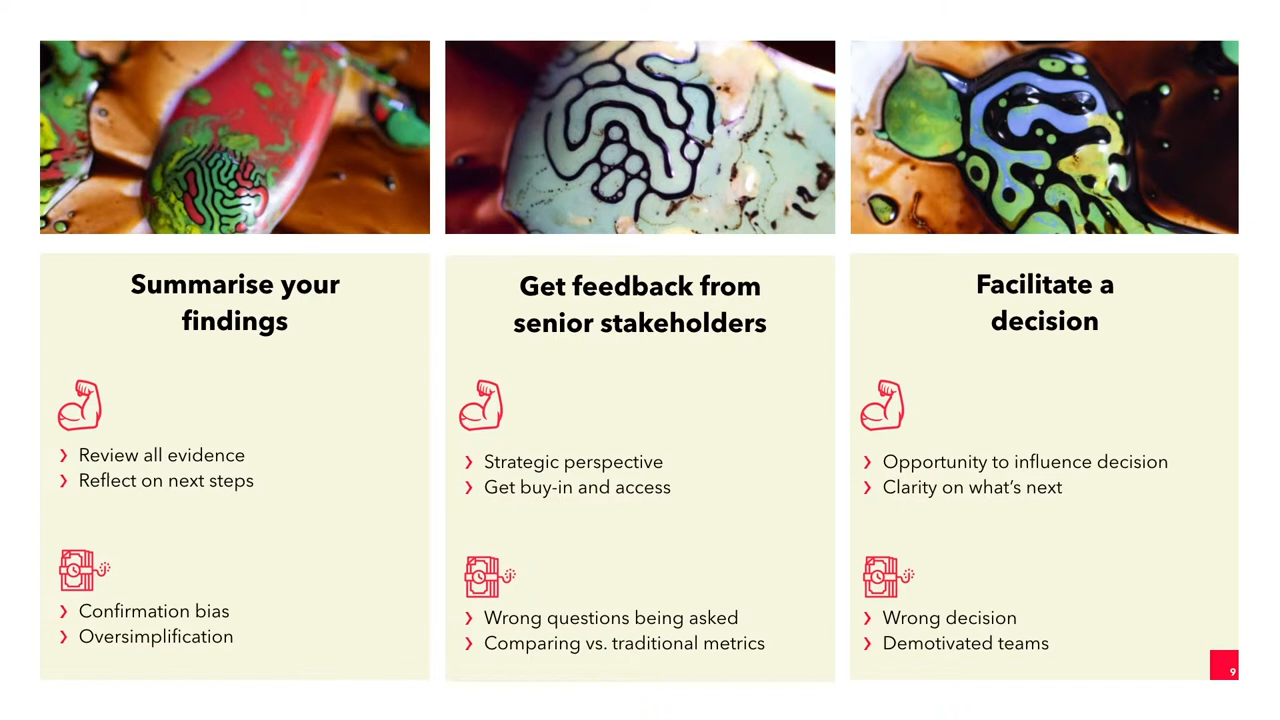 Summarise your
findings
❯ Review all evidence
❯ Reflect on next steps
❯ Confirmation bias
❯ Oversimplification
Get feedback from
senior stakeholders
❯ Strategic perspective
❯ Get buy-in and access
❯ Wrong questions being asked
❯ Comparing vs. traditional metrics
Facilitate a
decision
❯ Opportunity to influence decision
❯ Clarity on what’s next
❯ Wrong decision
❯ Demotivated teams
9